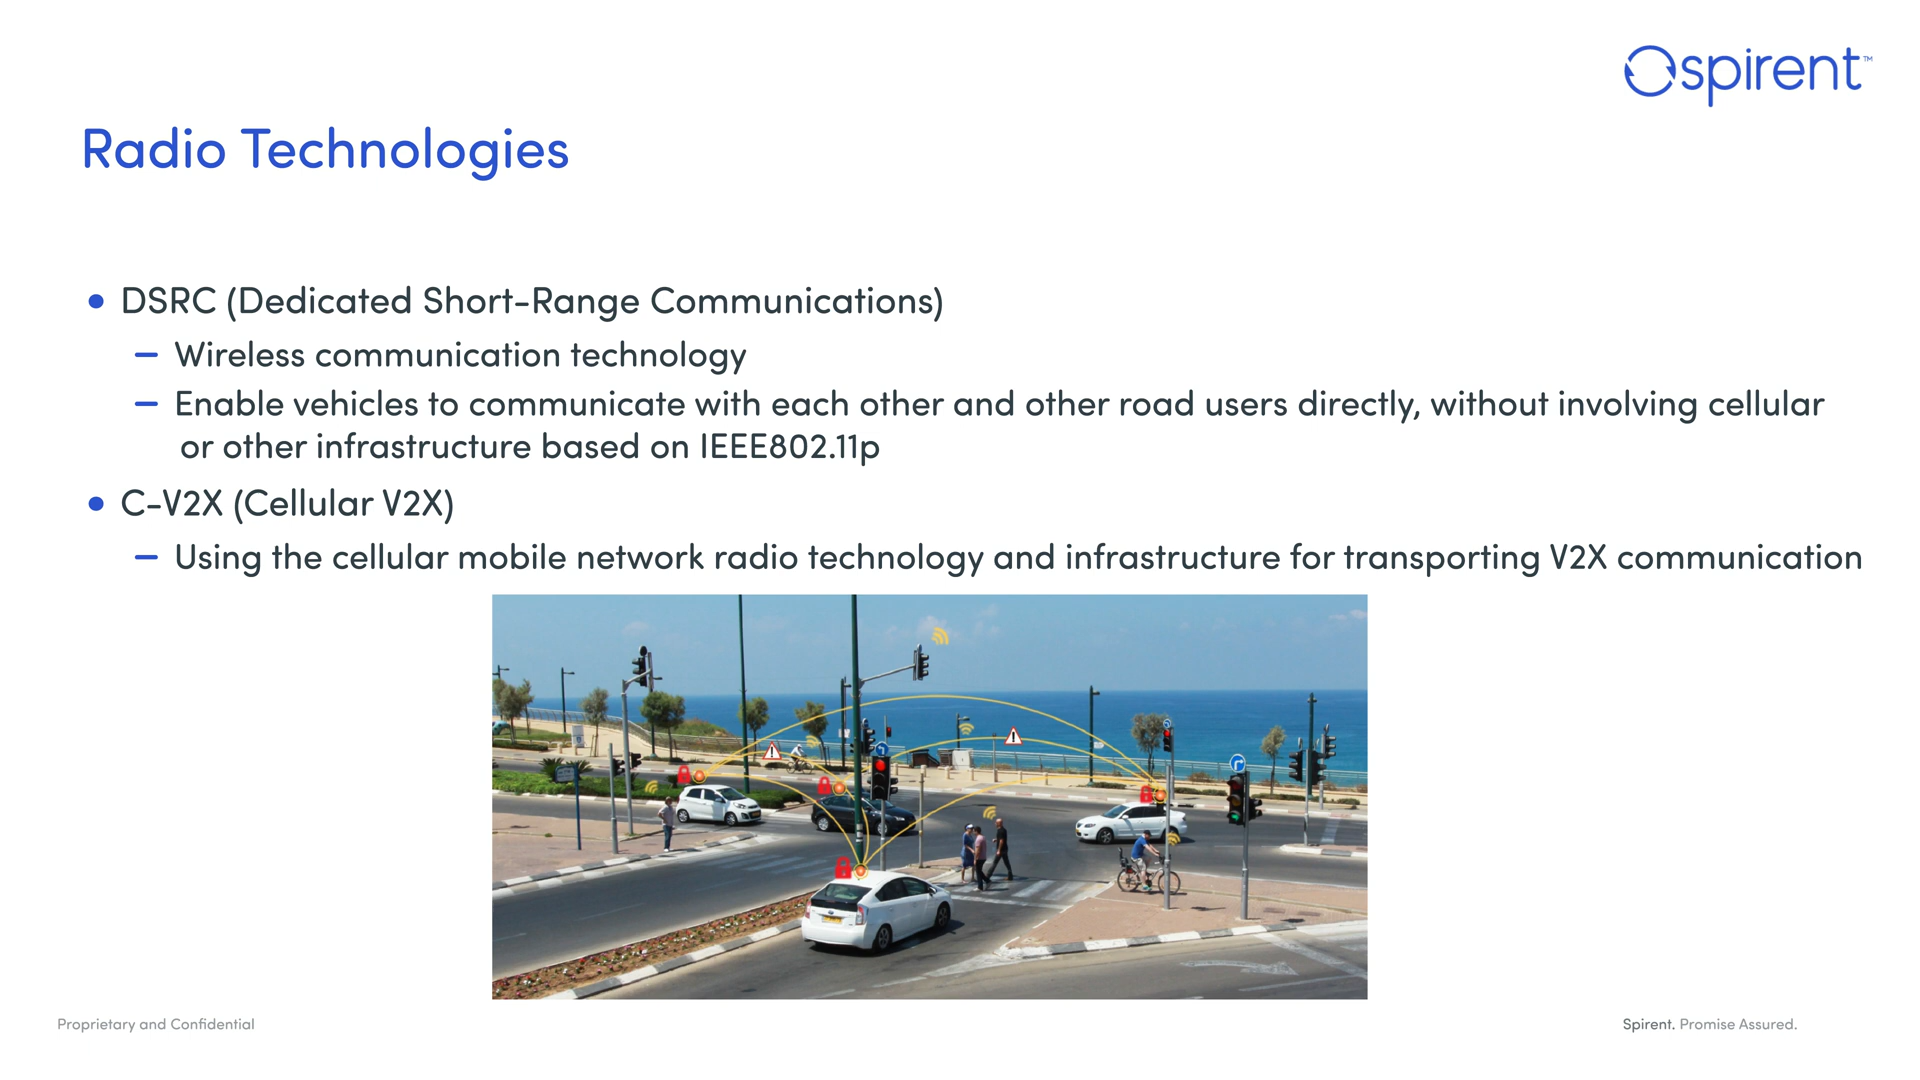 spirent™
Radio Technologies
• DSRC (Dedicated Short-Range Communications)
– Wireless communication technology
– Enable vehicles to communicate with each other and other road users directly, without involving cellular
or other infrastructure based on IEEE802.11p
• C-V2X (Cellular V2X)
– Using the cellular mobile network radio technology and infrastructure for transporting V2X communication
Proprietary and Confidential
Spirent. Promise Assured.